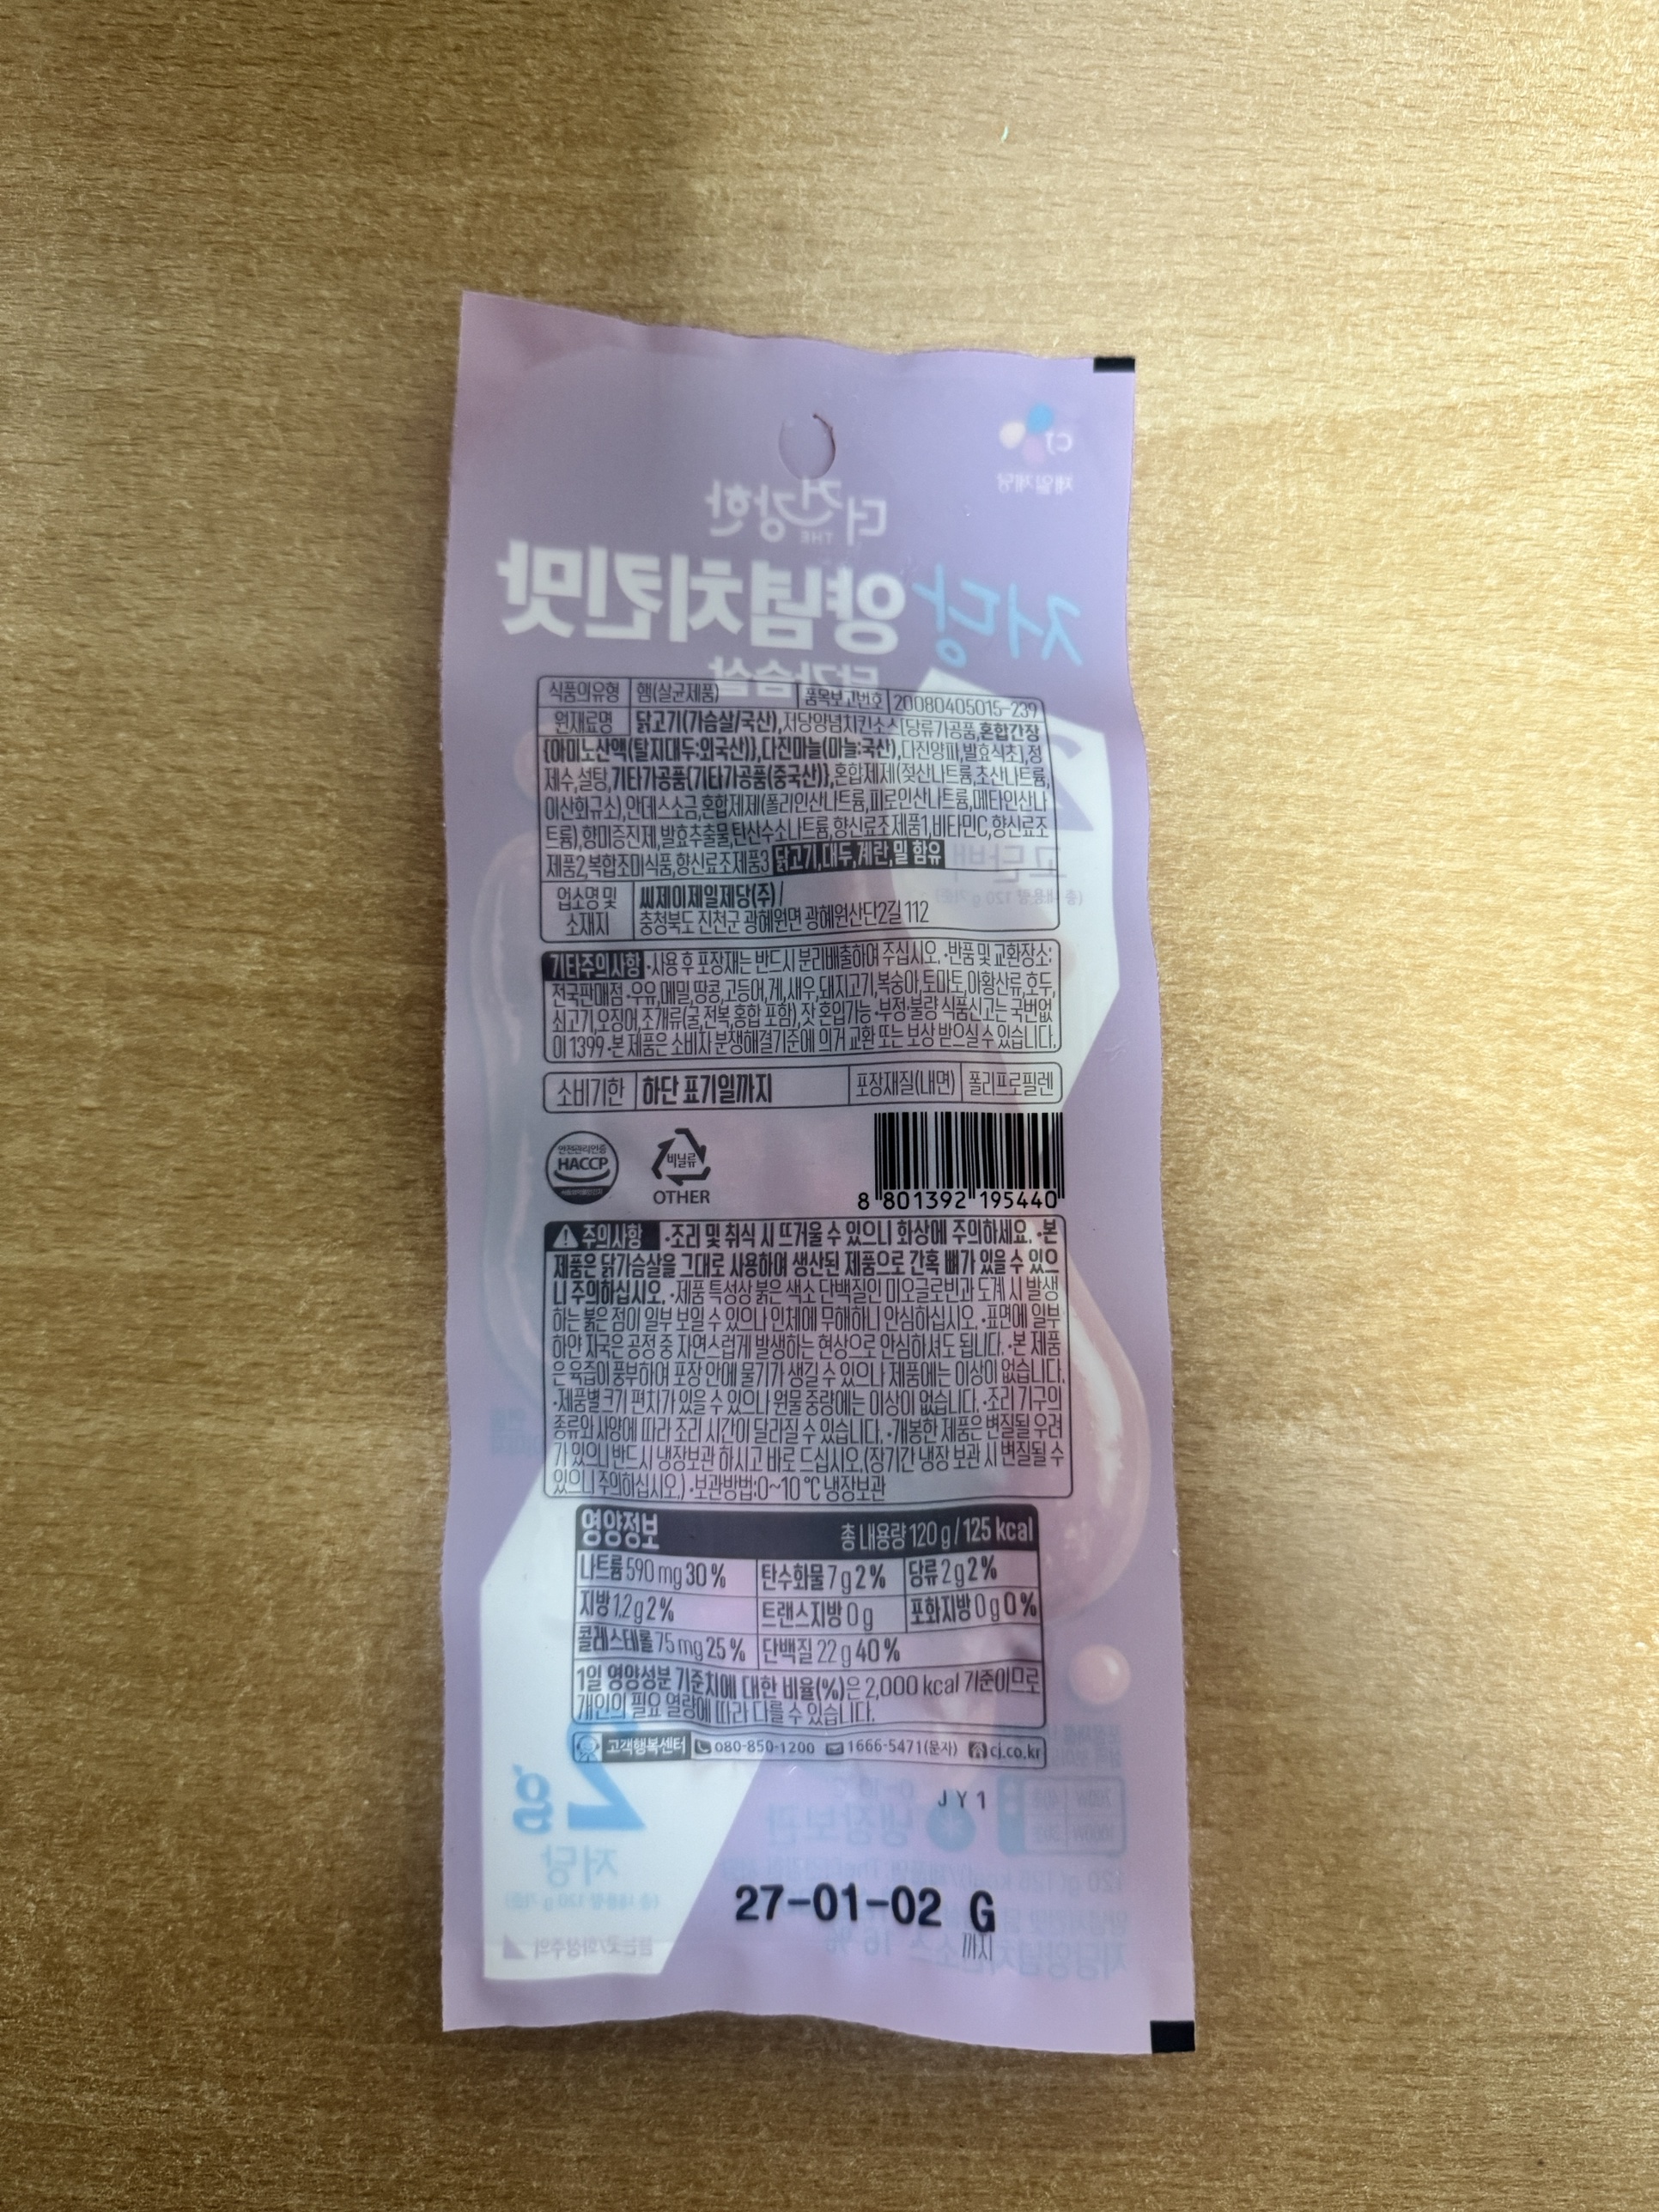 CJ
제일제당
더 건강한
THE
저당 양념치킨맛
닭가슴살
식품의유형 햄(살균제품) 품목보고번호 20080405015-239
원재료명 닭고기(가슴살/국산),저당양념치킨소스[당류가공품,혼합간장
{아미노산액(탈지대두:외국산)},다진마늘(마늘:국산),다진양파,발효식초],정
제수,설탕,기타가공품{기타가공품(중국산)},혼합제제(젖산나트륨,초산나트륨,
이산화규소),안데스소금,혼합제제(폴리인산나트륨,피로인산나트륨,메타인산나
트륨),향미증진제,발효추출물,탄산수소나트륨,향신료조제품1,비타민C,향신료조
제품2,복합조미식품,향신료조제품3 닭고기,대두,계란,밀 함유
고단백
업소명 및 소재지 씨제이제일제당(주) /
충청북도 진천군 광혜원면 광혜원산단2길 112
기타주의사항 •사용 후 포장재는 반드시 분리배출하여 주십시오. •반품 및 교환장소:
전국판매점 •우유,메밀,땅콩,고등어,게,새우,돼지고기,복숭아,토마토,아황산류,호두,
쇠고기,오징어,조개류(굴,전복,홍합 포함),잣 혼입가능 •부정·불량 식품신고는 국번없
이 1399 •본 제품은 소비자 분쟁해결기준에 의거 교환 또는 보상 받으실 수 있습니다.
소비기한 하단 표기일까지 포장재질(내면) 폴리프로필렌
안전관리인증
HACCP
비닐류
OTHER
8 801392 195440
주의사항 •조리 및 취식 시 뜨거울 수 있으니 화상에 주의하세요. •본
제품은 닭가슴살을 그대로 사용하여 생산된 제품으로 간혹 뼈가 있을 수 있으
니 주의하십시오. •제품 특성상 붉은 색소 단백질인 미오글로빈과 도계 시 발생
하는 붉은 점이 일부 보일 수 있으나 인체에 무해하니 안심하십시오. •표면에 일부
하얀 자국은 공정 중 자연스럽게 발생하는 현상으로 안심하셔도 됩니다. •본 제품
은 육즙이 풍부하여 포장 안에 물기가 생길 수 있으나 제품에는 이상이 없습니다.
•제품별 크기 편차가 있을 수 있으나 원물 중량에는 이상이 없습니다. •조리 기구의
종류와 사양에 따라 조리 시간이 달라질 수 있습니다. •개봉한 제품은 변질될 우려
가 있으니 반드시 냉장보관 하시고 바로 드십시오.(장기간 냉장 보관 시 변질될 수
있으니 주의하십시오.) •보관방법:0~10 ℃ 냉장보관
영양정보 총 내용량 120 g / 125 kcal
나트륨 590 mg 30 % 탄수화물 7 g 2 % 당류 2 g 2 %
지방 1.2 g 2 % 트랜스지방 0 g 포화지방 0 g 0 %
콜레스테롤 75 mg 25 % 단백질 22 g 40 %
1일 영양성분 기준치에 대한 비율(%)은 2,000 kcal 기준이므로
개인의 필요 열량에 따라 다를 수 있습니다.
고객행복센터 080-850-1200 1666-5471(문자) cj.co.kr
JY1
냉장보관
2g
저당
27-01-02 G
까지